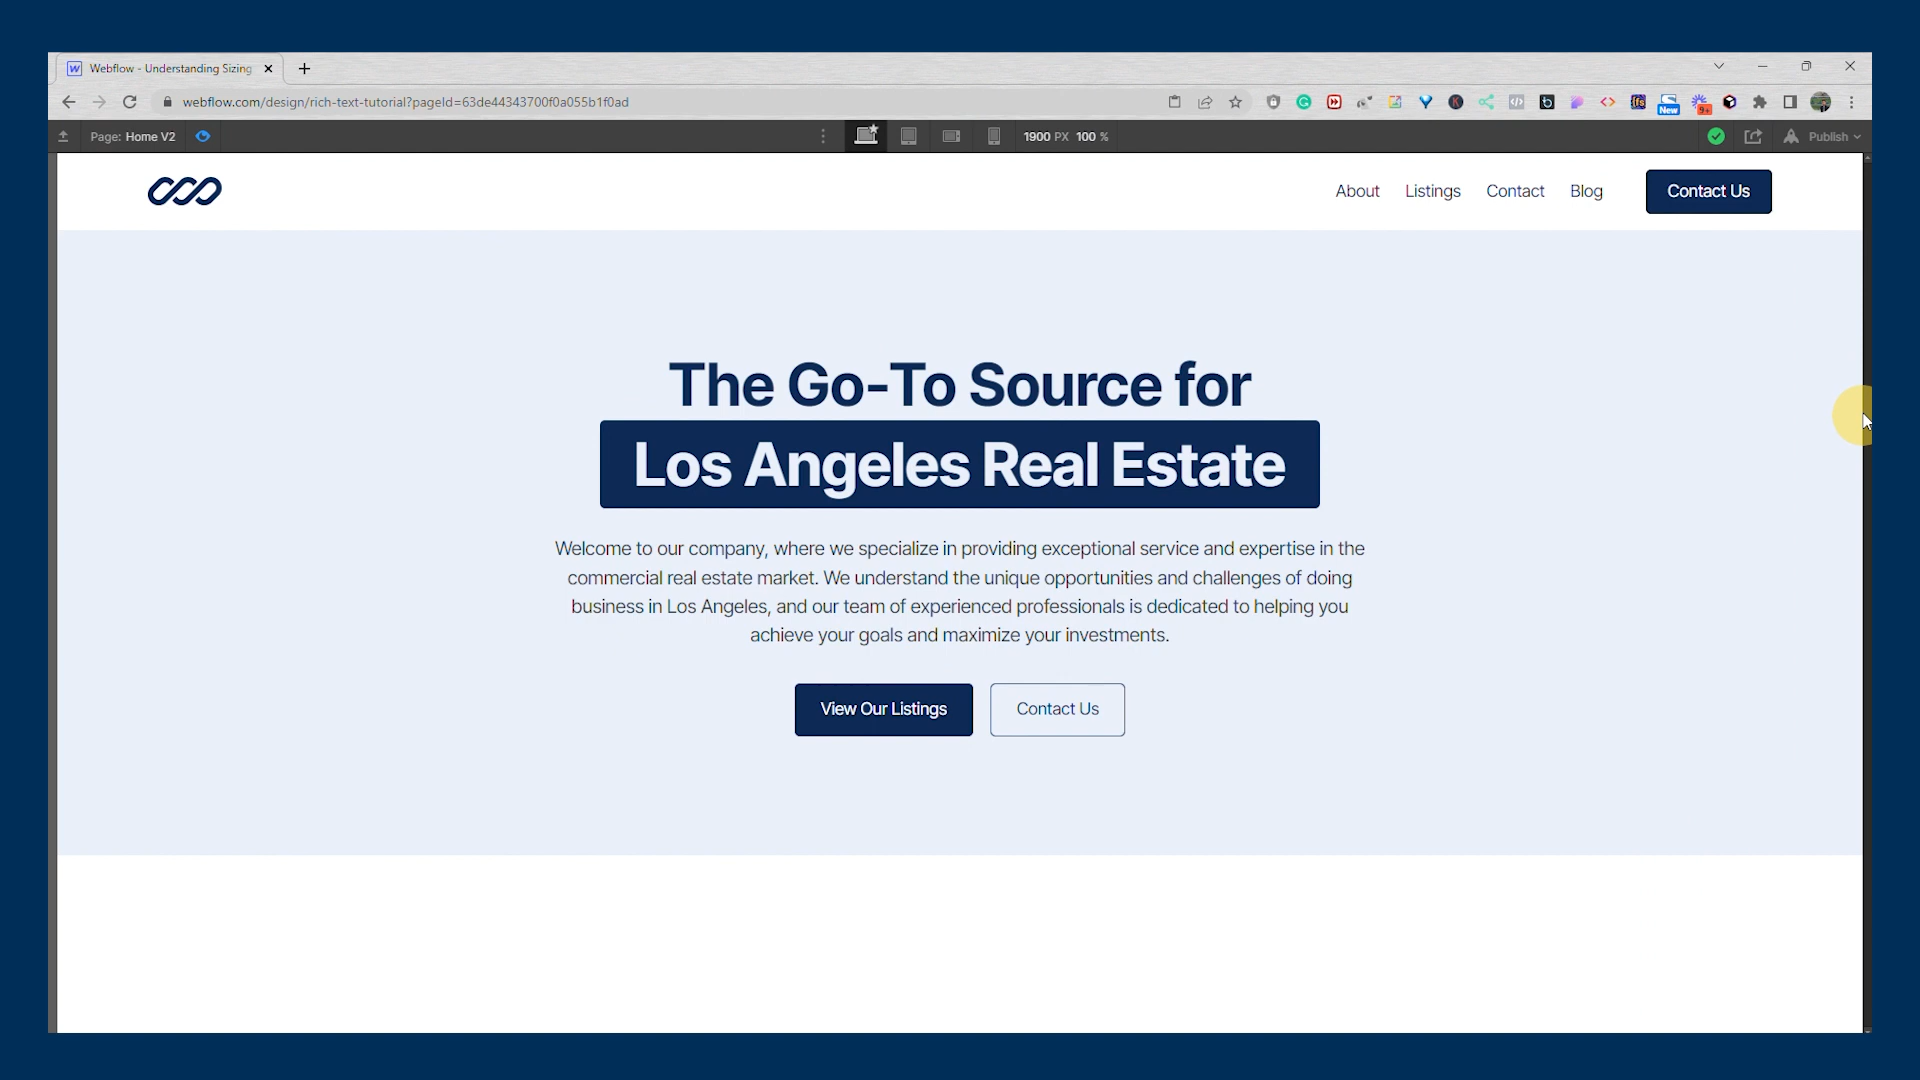 Webflow - Understanding Sizing
webflow.com/design/rich-text-tutorial?pageId=63de44343700f0a055b1f0ad
New
9+
Page: Home V2
1900 PX 100 %
Publish
About Listings Contact Blog Contact Us
The Go-To Source for
Los Angeles Real Estate
Welcome to our company, where we specialize in providing exceptional service and expertise in the
commercial real estate market. We understand the unique opportunities and challenges of doing
business in Los Angeles, and our team of experienced professionals is dedicated to helping you
achieve your goals and maximize your investments.
View Our Listings Contact Us